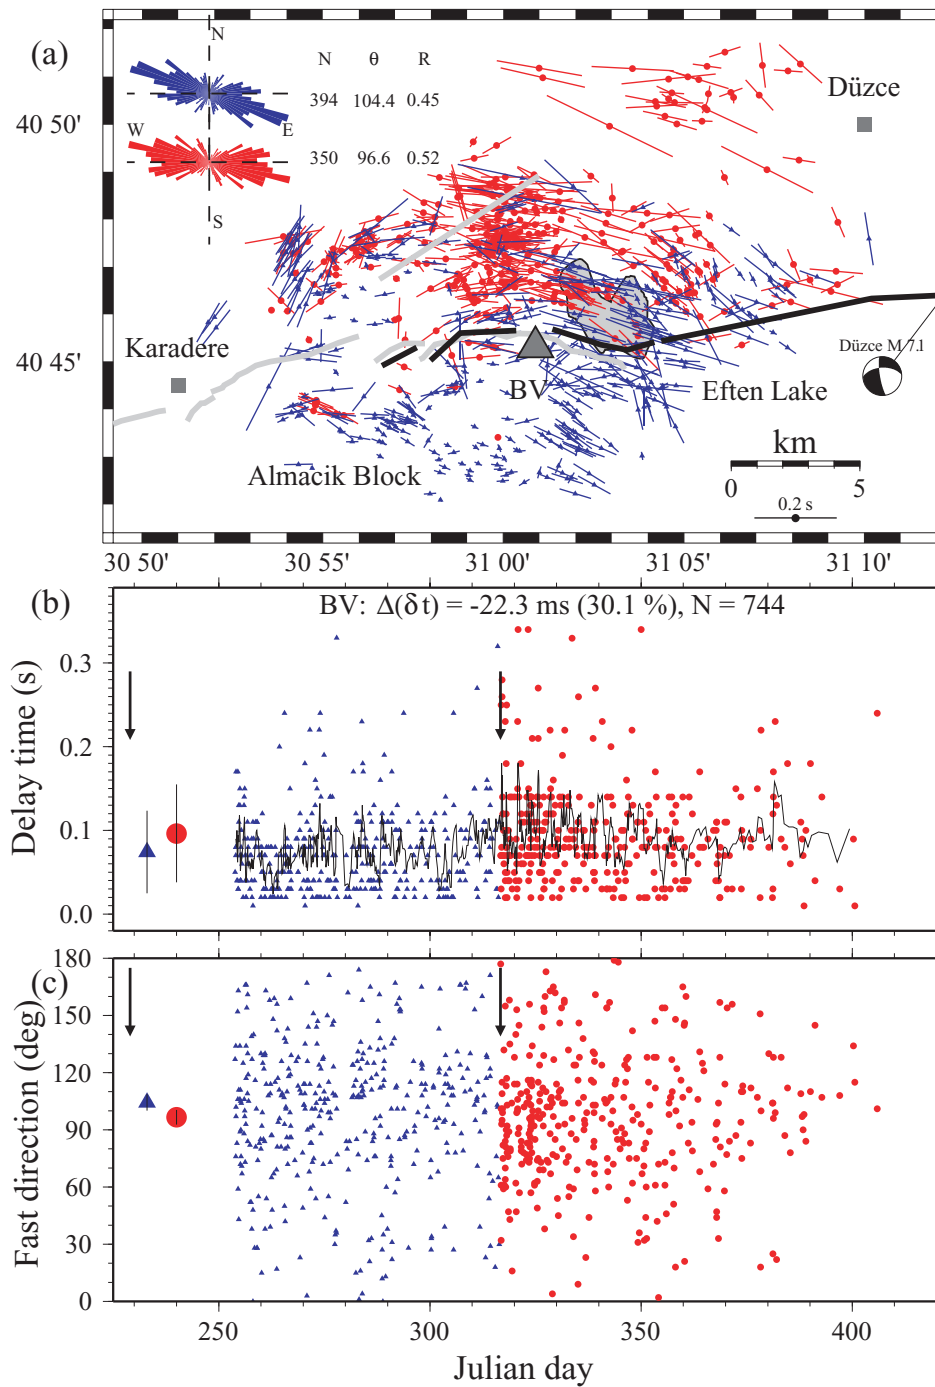 (a)
N
N θ R
394 104.4 0.45
W E
350 96.6 0.52
S
Düzce
40 50'
40 45'
Karadere
BV
Eften Lake
Düzce M 7.1
Almacik Block
km
0 5
0.2 s
30 50' 30 55' 31 00' 31 05' 31 10'
(b)
BV: Δ(δ t) = -22.3 ms (30.1 %), N = 744
Delay time (s)
0.3
0.2
0.1
0.0
(c)
Fast direction (deg)
180
150
120
90
60
30
0
250 300 350 400
Julian day